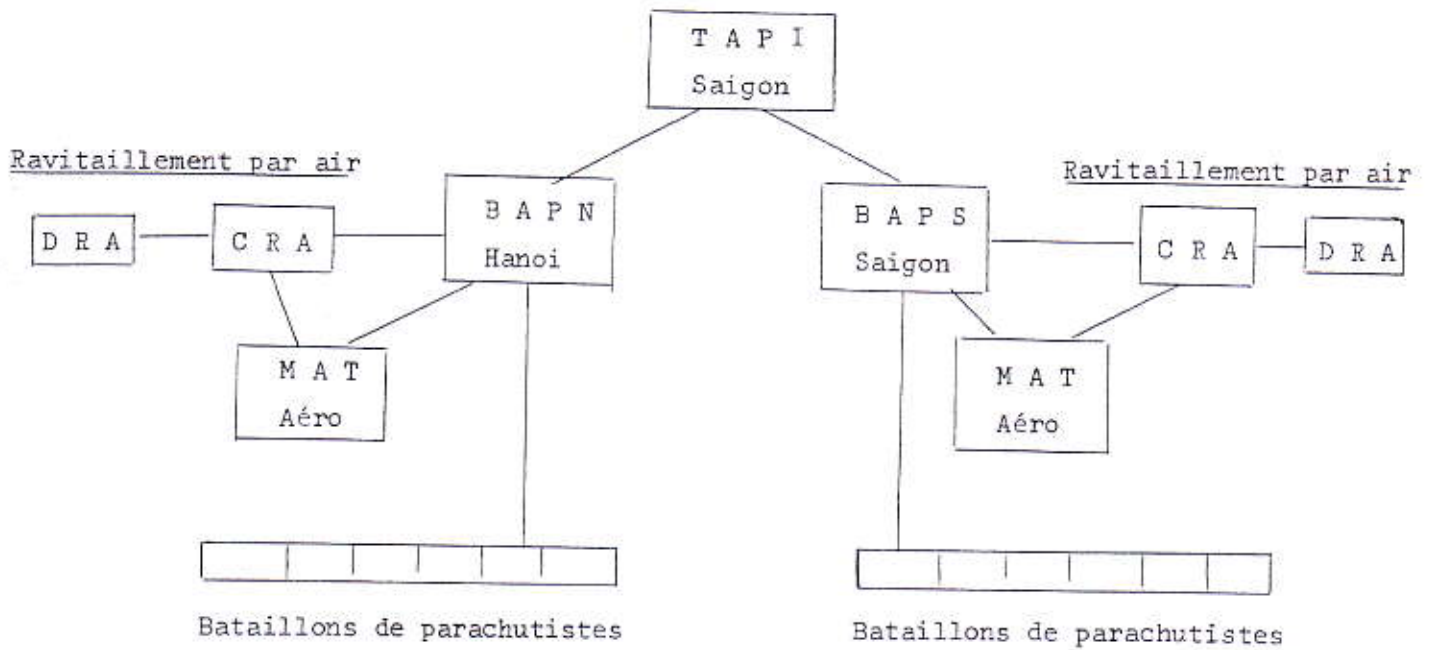 T A P I
Saigon
Ravitaillement par air
D R A
C R A
B A P N
Hanoi
M A T
Aéro
Bataillons de parachutistes
Ravitaillement par air
B A P S
Saigon
C R A
D R A
M A T
Aéro
Bataillons de parachutistes